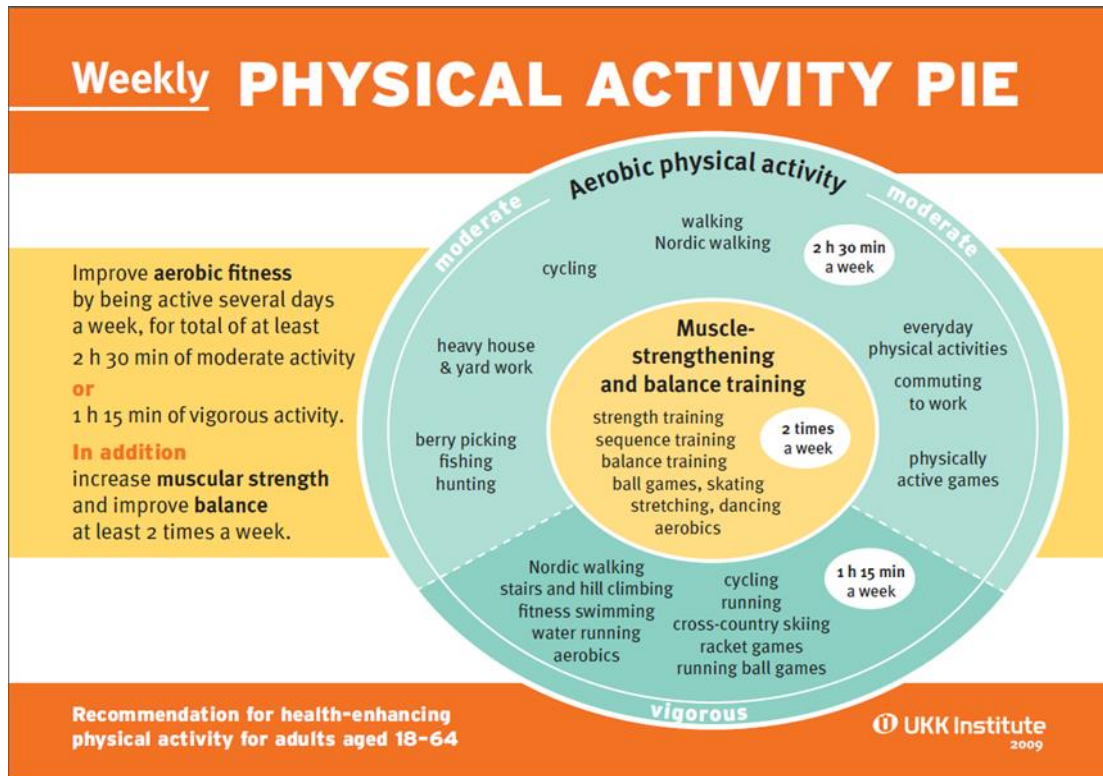 Weekly PHYSICAL ACTIVITY PIE
Improve aerobic fitness
by being active several days
a week, for total of at least
2 h 30 min of moderate activity
or
1 h 15 min of vigorous activity.
In addition
increase muscular strength
and improve balance
at least 2 times a week.
Aerobic physical activity
moderate
moderate
walking
Nordic walking
2 h 30 min
a week
cycling
heavy house
& yard work
berry picking
fishing
hunting
everyday
physical activities
commuting
to work
physically
active games
Muscle-
strengthening
and balance training
strength training
sequence training
balance training
ball games, skating
stretching, dancing
aerobics
2 times
a week
Nordic walking
stairs and hill climbing
fitness swimming
water running
aerobics
cycling
running
cross-country skiing
racket games
running ball games
1 h 15 min
a week
vigorous
Recommendation for health-enhancing
physical activity for adults aged 18–64
UKK Institute
2009